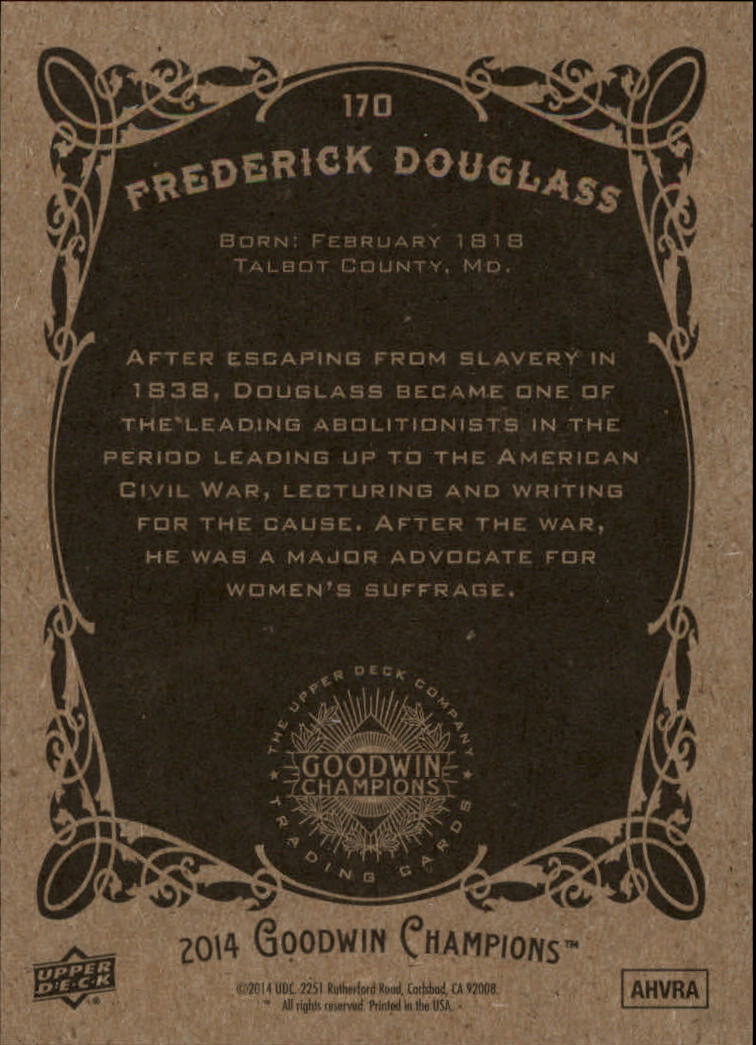 170
FREDERICK DOUGLASS
BORN: FEBRUARY 1818
TALBOT COUNTY, MD.
AFTER ESCAPING FROM SLAVERY IN
1838, DOUGLASS BECAME ONE OF
THE LEADING ABOLITIONISTS IN THE
PERIOD LEADING UP TO THE AMERICAN
CIVIL WAR, LECTURING AND WRITING
FOR THE CAUSE. AFTER THE WAR,
HE WAS A MAJOR ADVOCATE FOR
WOMEN'S SUFFRAGE.
THE UPPER DECK COMPANY
GOODWIN
CHAMPIONS
★ TRADING CARDS ★
2014 GOODWIN CHAMPIONS™
UPPER
D·E·C·K®
©2014 UDC. 2251 Rutherford Road, Carlsbad, CA 92008.
All rights reserved. Printed in the USA.
AHVRA